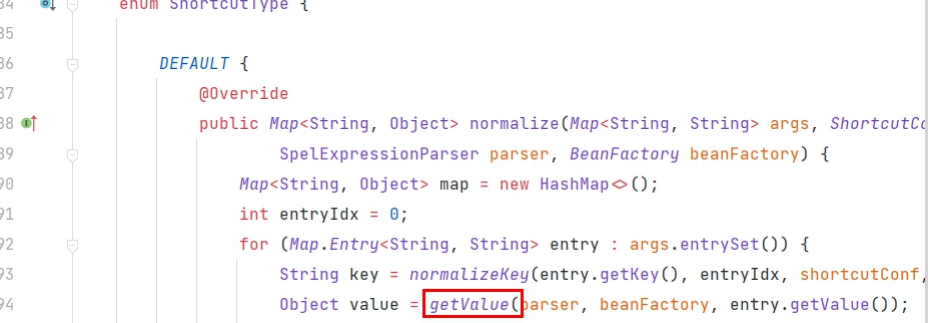 84 enum ShortcutType {
85
86 DEFAULT {
87 @Override
88 public Map<String, Object> normalize(Map<String, String> args, ShortcutCo
89 SpelExpressionParser parser, BeanFactory beanFactory) {
90 Map<String, Object> map = new HashMap<>();
91 int entryIdx = 0;
92 for (Map.Entry<String, String> entry : args.entrySet()) {
93 String key = normalizeKey(entry.getKey(), entryIdx, shortcutConf,
94 Object value = getValue(parser, beanFactory, entry.getValue());